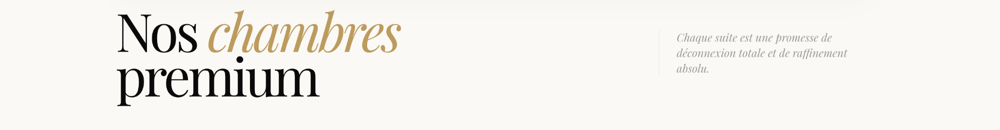 Nos chambres
premium
Chaque suite est une promesse de
déconnexion totale et de raffinement
absolu.